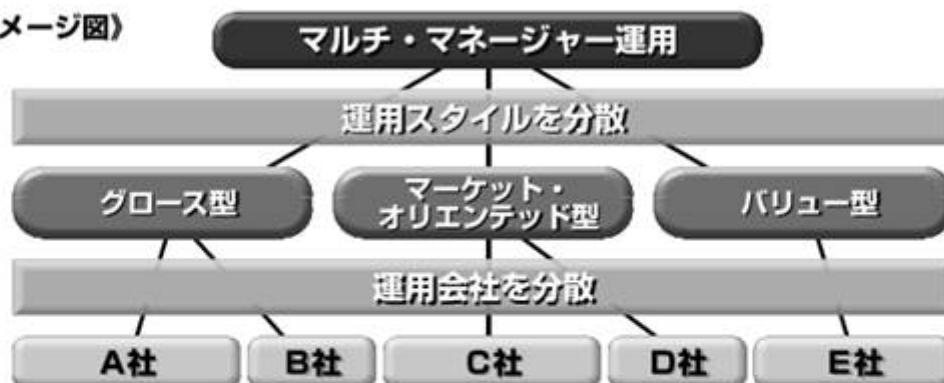 メージ図》
マルチ・マネージャー運用
運用スタイルを分散
グロース型
マーケット・
オリエンテッド型
バリュー型
運用会社を分散
A社
B社
C社
D社
E社